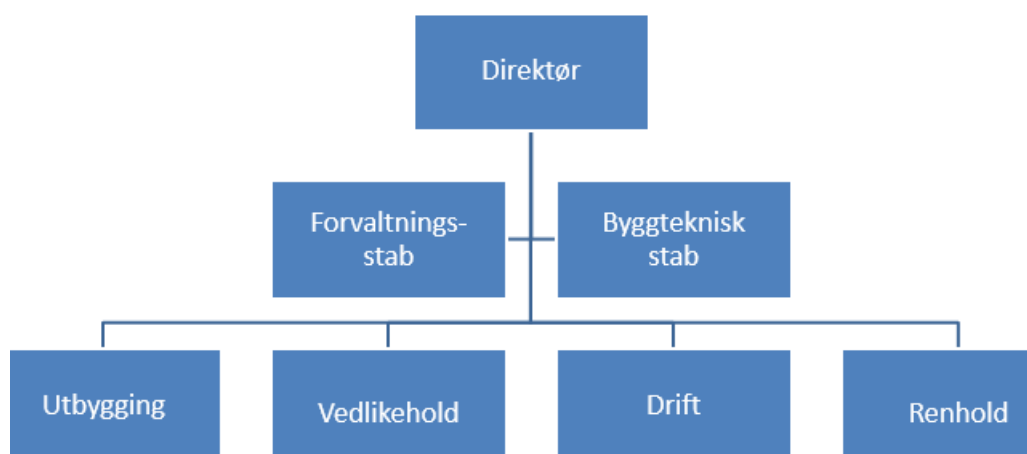 Direktør
Forvaltnings-
stab
Byggteknisk
stab
Utbygging
Vedlikehold
Drift
Renhold